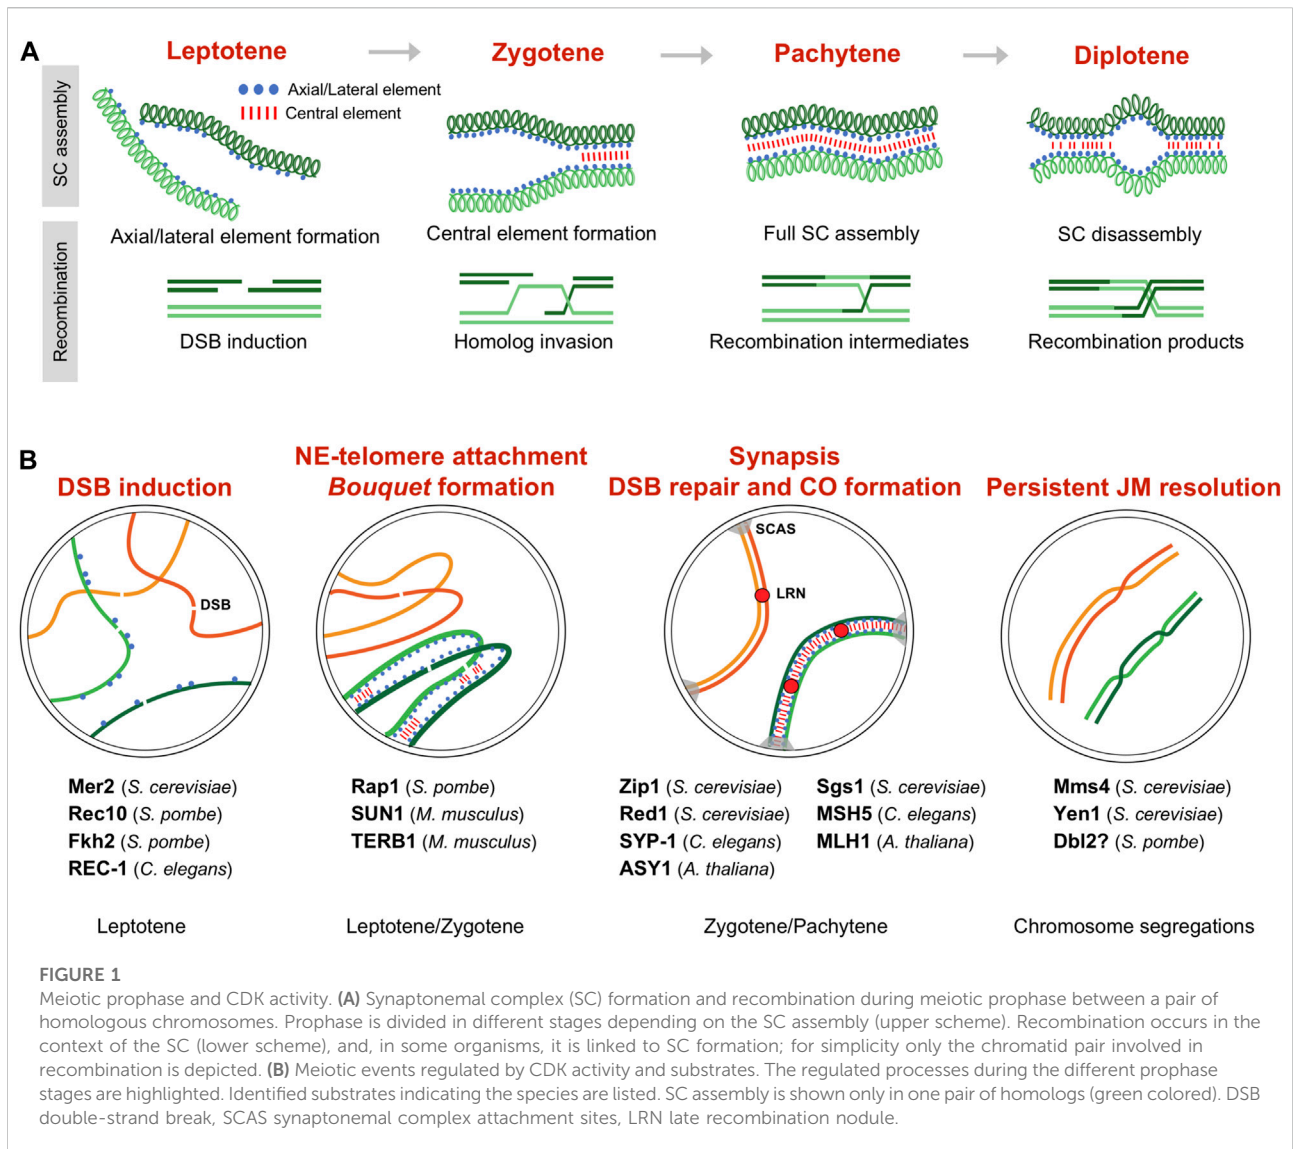 A
Leptotene
Zygotene
Pachytene
Diplotene
SC assembly
Axial/Lateral element
Central element
Axial/lateral element formation
Central element formation
Full SC assembly
SC disassembly
Recombination
DSB induction
Homolog invasion
Recombination intermediates
Recombination products
B
DSB induction
NE-telomere attachment
Bouquet formation
Synapsis
DSB repair and CO formation
Persistent JM resolution
DSB
SCAS
LRN
Mer2 (S. cerevisiae)
Rec10 (S. pombe)
Fkh2 (S. pombe)
REC-1 (C. elegans)
Rap1 (S. pombe)
SUN1 (M. musculus)
TERB1 (M. musculus)
Zip1 (S. cerevisiae)
Red1 (S. cerevisiae)
SYP-1 (C. elegans)
ASY1 (A. thaliana)
Sgs1 (S. cerevisiae)
MSH5 (C. elegans)
MLH1 (A. thaliana)
Mms4 (S. cerevisiae)
Yen1 (S. cerevisiae)
Dbl2? (S. pombe)
Leptotene
Leptotene/Zygotene
Zygotene/Pachytene
Chromosome segregations
FIGURE 1
Meiotic prophase and CDK activity. (A) Synaptonemal complex (SC) formation and recombination during meiotic prophase between a pair of
homologous chromosomes. Prophase is divided in different stages depending on the SC assembly (upper scheme). Recombination occurs in the
context of the SC (lower scheme), and, in some organisms, it is linked to SC formation; for simplicity only the chromatid pair involved in
recombination is depicted. (B) Meiotic events regulated by CDK activity and substrates. The regulated processes during the different prophase
stages are highlighted. Identified substrates indicating the species are listed. SC assembly is shown only in one pair of homologs (green colored). DSB
double-strand break, SCAS synaptonemal complex attachment sites, LRN late recombination nodule.